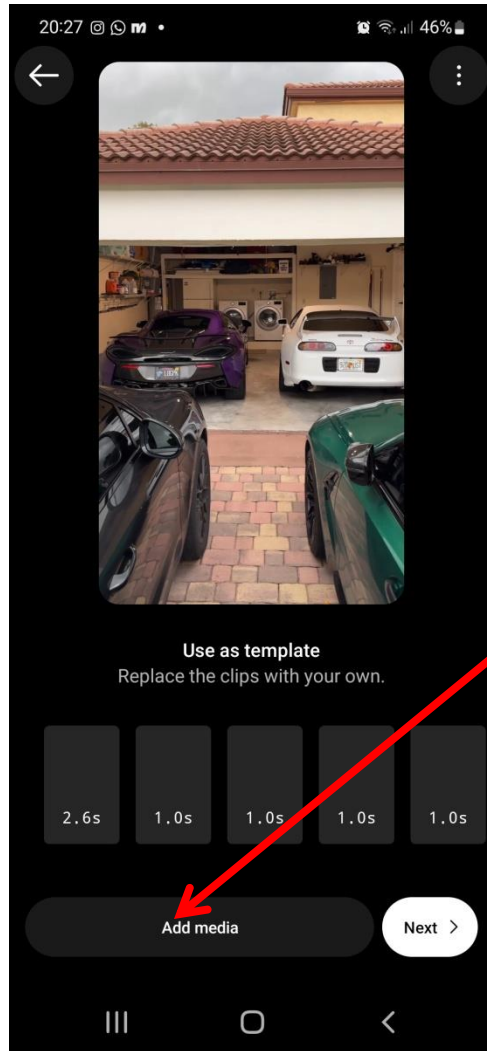 20:27 46%
Use as template
Replace the clips with your own.
2.6s 1.0s 1.0s 1.0s 1.0s
Add media
Next >